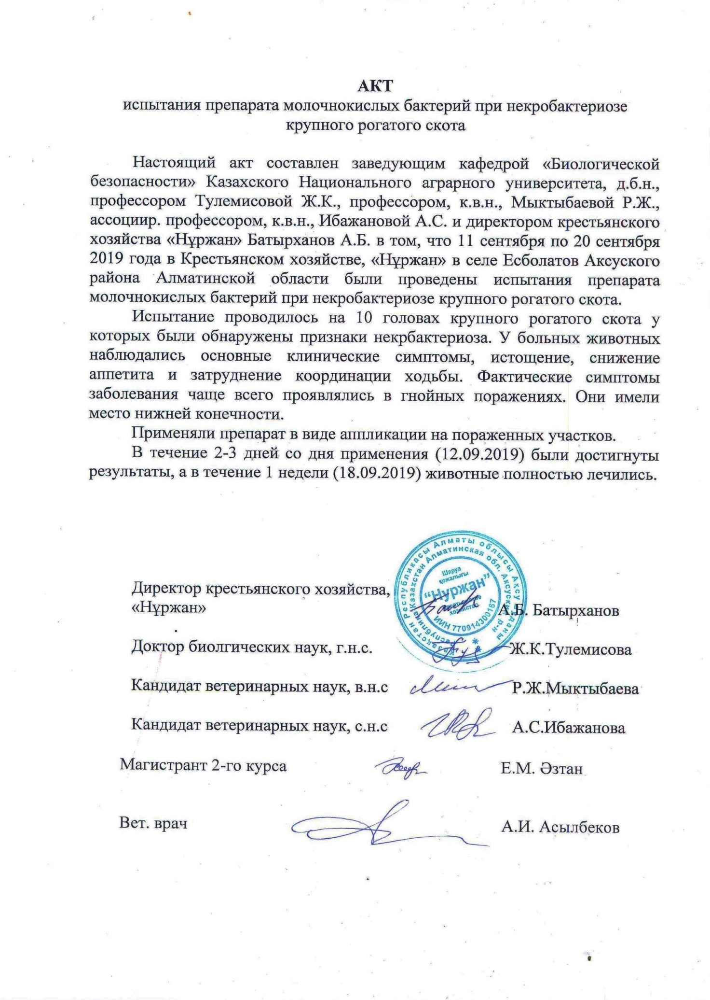 АКТ
испытания препарата молочнокислых бактерий при некробактериозе
крупного рогатого скота
Настоящий акт составлен заведующим кафедрой «Биологической
безопасности» Казахского Национального аграрного университета, д.б.н.,
профессором Тулемисовой Ж.К., профессором, к.в.н., Мыктыбаевой Р.Ж.,
ассоциир. профессором, к.в.н., Ибажановой А.С. и директором крестьянского
хозяйства «Нұржан» Батырханов А.Б. в том, что 11 сентября по 20 сентября
2019 года в Крестьянском хозяйстве, «Нұржан» в селе Есболатов Аксуского
района Алматинской области были проведены испытания препарата
молочнокислых бактерий при некробактериозе крупного рогатого скота.
Испытание проводилось на 10 головах крупного рогатого скота у
которых были обнаружены признаки некрбактериоза. У больных животных
наблюдались основные клинические симптомы, истощение, снижение
аппетита и затруднение координации ходьбы. Фактические симптомы
заболевания чаще всего проявлялись в гнойных поражениях. Они имели
место нижней конечности.
Применяли препарат в виде аппликации на пораженных участков.
В течение 2-3 дней со дня применения (12.09.2019) были достигнуты
результаты, а в течение 1 недели (18.09.2019) животные полностью лечились.
Қазақстан Республикасы Алматы облысы Ақсу ауданы
Республика Казахстан Алматинская обл. Аксуский р-н
Шаруа
қожалығы
“Нуржан”
хозяйство
ИИН 770914300167
Директор крестьянского хозяйства,
«Нұржан» А.Б. Батырханов
Доктор биолгических наук, г.н.с. Ж.К.Тулемисова
Кандидат ветеринарных наук, в.н.с Р.Ж.Мыктыбаева
Кандидат ветеринарных наук, с.н.с А.С.Ибажанова
Магистрант 2-го курса Е.М. Әзтан
Вет. врач А.И. Асылбеков